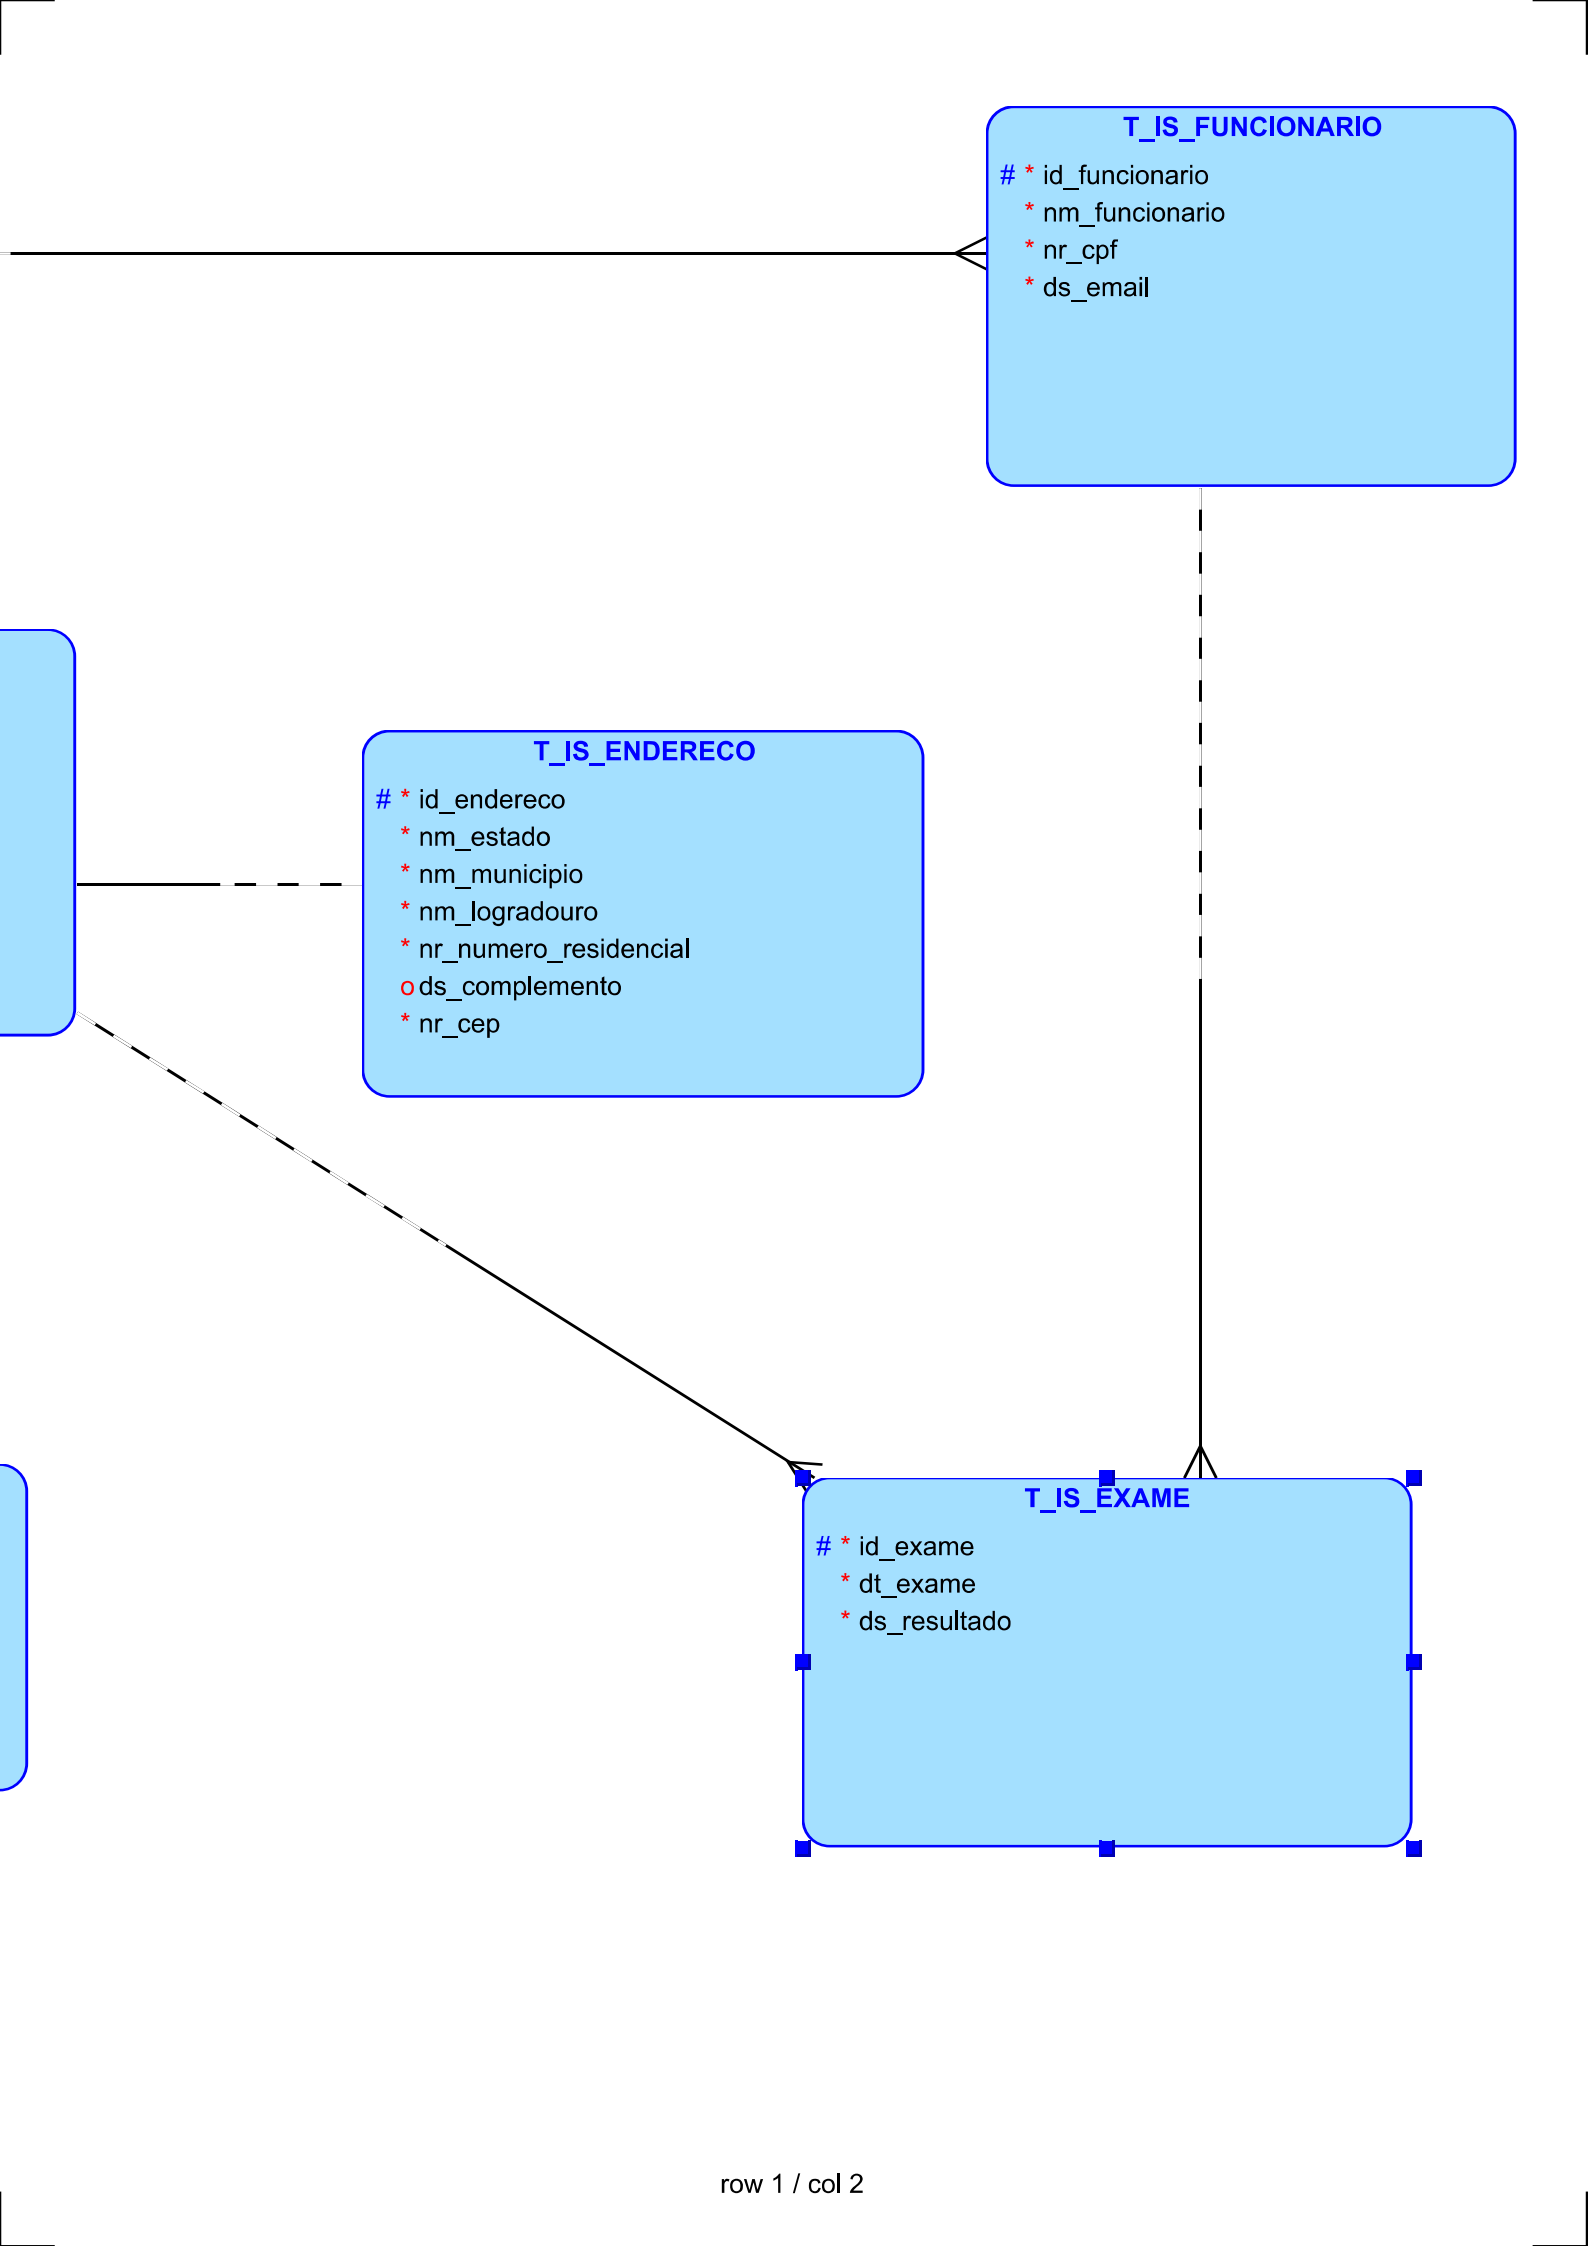 T_IS_FUNCIONARIO
# * id_funcionario
* nm_funcionario
* nr_cpf
* ds_email
T_IS_ENDERECO
# * id_endereco
* nm_estado
* nm_municipio
* nm_logradouro
* nr_numero_residencial
o ds_complemento
* nr_cep
T_IS_EXAME
# * id_exame
* dt_exame
* ds_resultado
row 1 / col 2